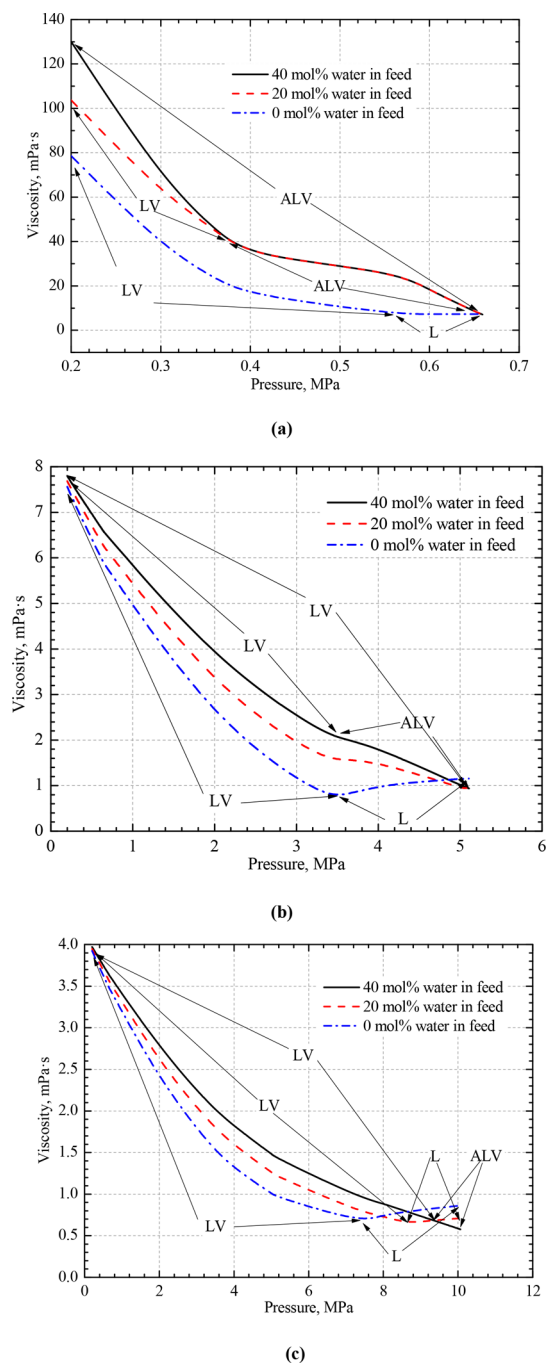 140
120
100
80
60
40
20
0
Viscosity, mPa·s
40 mol% water in feed
20 mol% water in feed
0 mol% water in feed
LV
ALV
LV
ALV
L
0.2 0.3 0.4 0.5 0.6 0.7
Pressure, MPa
(a)
8
7
6
5
4
3
2
1
0
Viscosity, mPa·s
40 mol% water in feed
20 mol% water in feed
0 mol% water in feed
LV
LV
ALV
LV
L
0 1 2 3 4 5 6
Pressure, MPa
(b)
4.0
3.5
3.0
2.5
2.0
1.5
1.0
0.5
0.0
Viscosity, mPa·s
40 mol% water in feed
20 mol% water in feed
0 mol% water in feed
LV
LV
L ALV
LV
L
0 2 4 6 8 10 12
Pressure, MPa
(c)